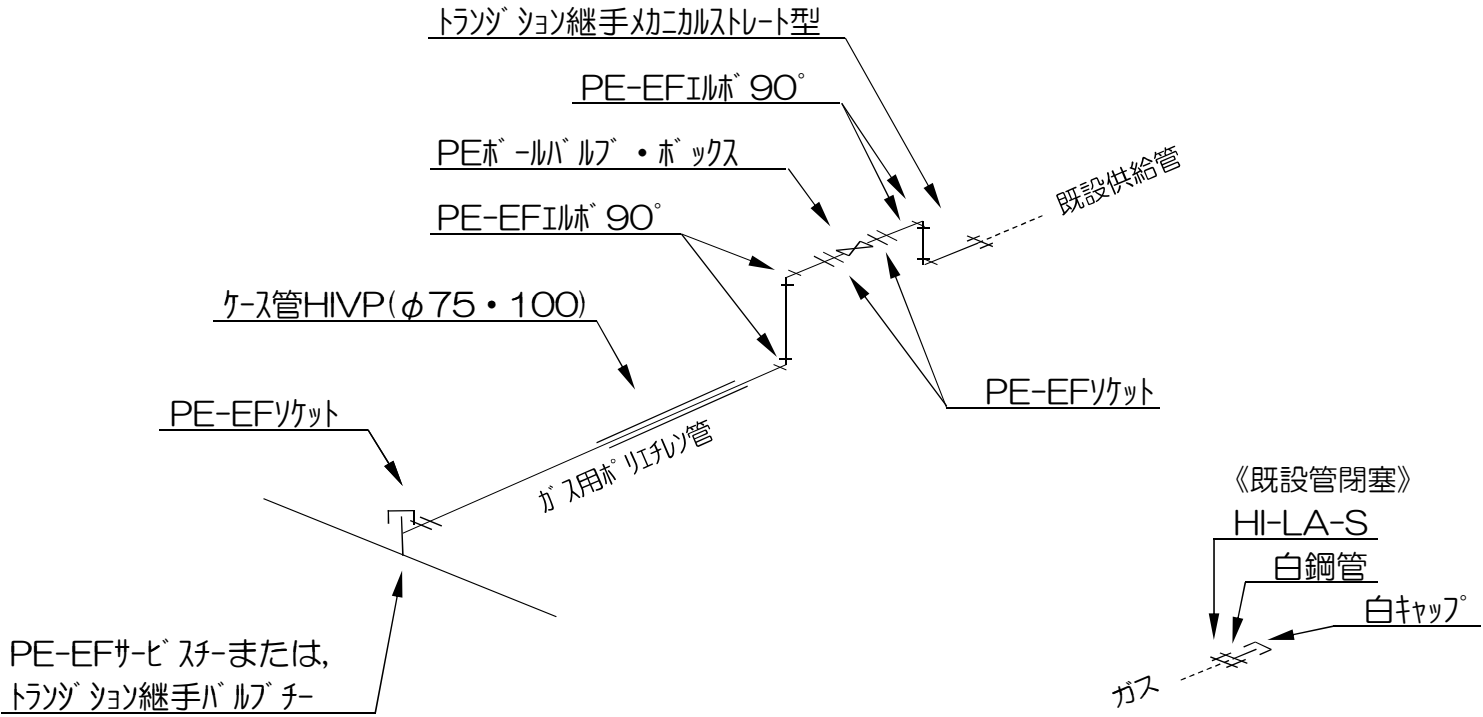 トランジション継手メカニカルストレート型
PE-EFエルボ90°
PEボールバルブ・ボックス
PE-EFエルボ90°
既設供給管
ケース管HIVP(φ75・100)
PE-EFソケット
PE-EFソケット
ガス用ポリエチレン管
《既設管閉塞》
HI-LA-S
白鋼管
白キャップ
ガス
PE-EFサービスチーまたは,
トランジション継手バルブチー